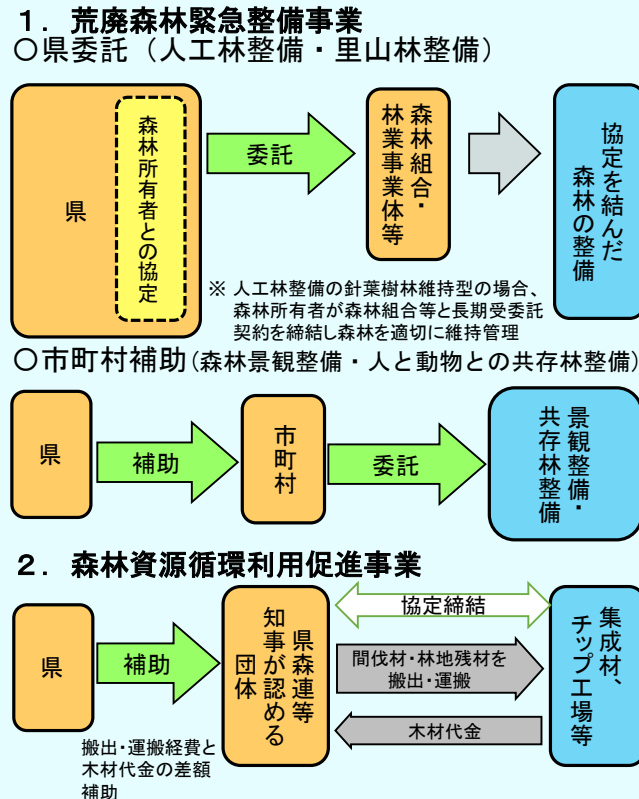 １．荒廃森林緊急整備事業
○県委託（人工林整備・里山林整備）
県
森林所有者との協定
委託
森林組合・
林業事業体等
協定を結んだ
森林の整備
※ 人工林整備の針葉樹林維持型の場合、
森林所有者が森林組合等と長期受委託
契約を締結し森林を適切に維持管理
○市町村補助(森林景観整備・人と動物との共存林整備)
県
補助
市町村
委託
景観整備・
共存林整備
２．森林資源循環利用促進事業
県
補助
搬出・運搬経費と
木材代金の差額
補助
県森連等
知事が認める
団体
協定締結
間伐材・林地残材を
搬出・運搬
木材代金
集成材、
チップ工場等